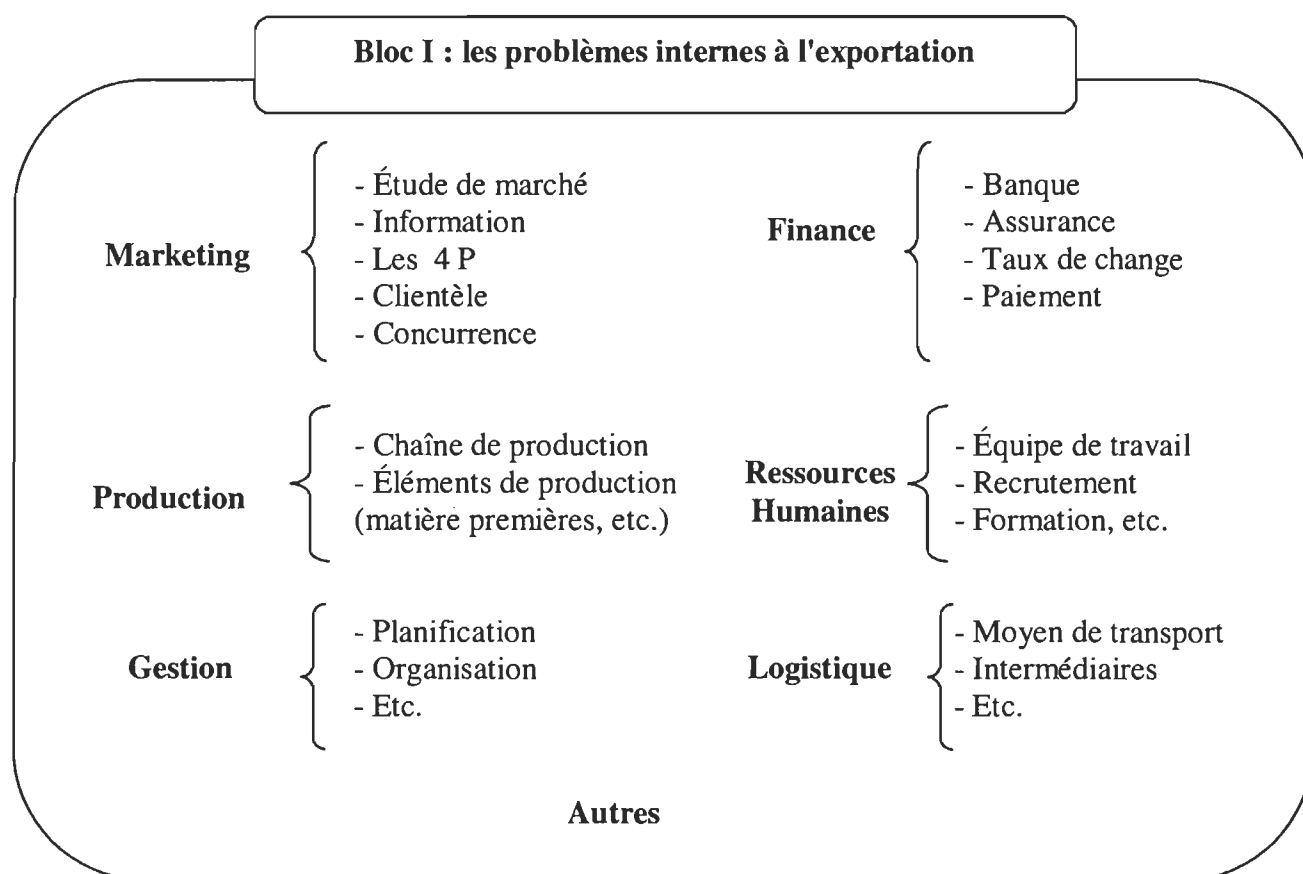 Bloc I : les problèmes internes à l'exportation
Marketing
- Étude de marché
- Information
- Les 4 P
- Clientèle
- Concurrence
Finance
- Banque
- Assurance
- Taux de change
- Paiement
Production
- Chaîne de production
- Éléments de production
(matière premières, etc.)
Ressources
Humaines
- Équipe de travail
- Recrutement
- Formation, etc.
Gestion
- Planification
- Organisation
- Etc.
Logistique
- Moyen de transport
- Intermédiaires
- Etc.
Autres